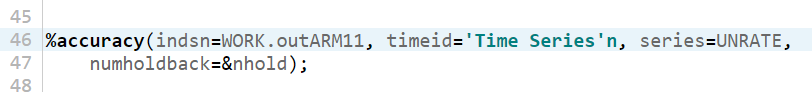 45
46 %accuracy(indsn=WORK.outARM11, timeid='Time Series'n, series=UNRATE,
47 numholdback=&nhold);
48